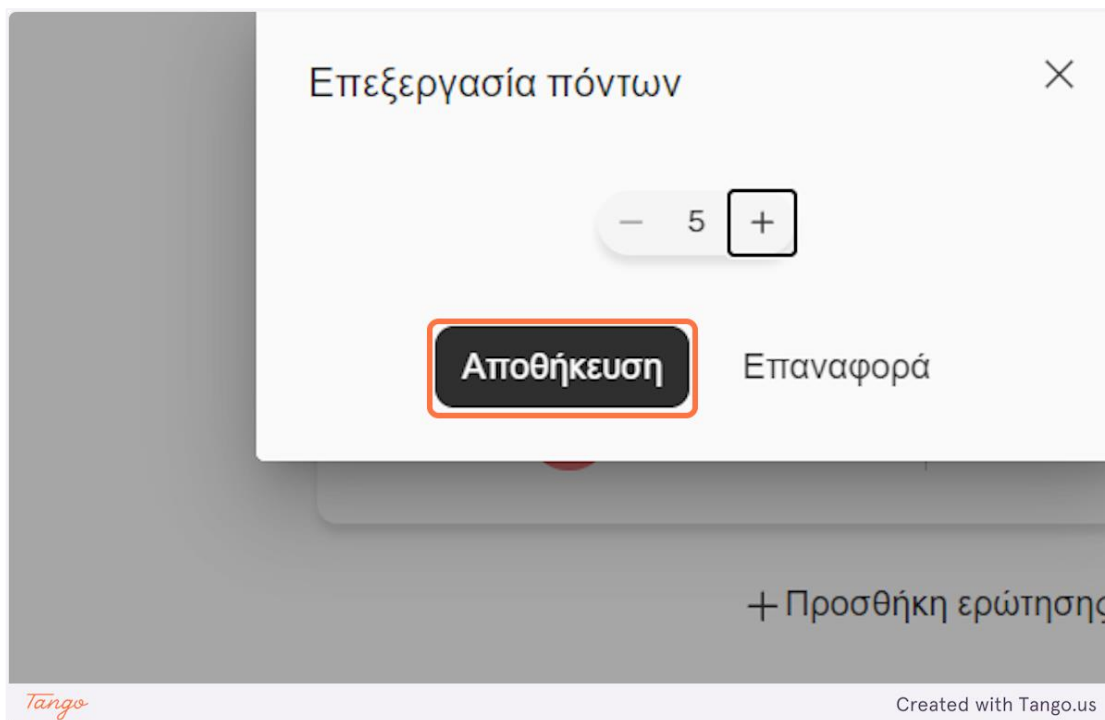 Επεξεργασία πόντων
− 5 +
Αποθήκευση Επαναφορά
+ Προσθήκη ερώτησης
Tango Created with Tango.us